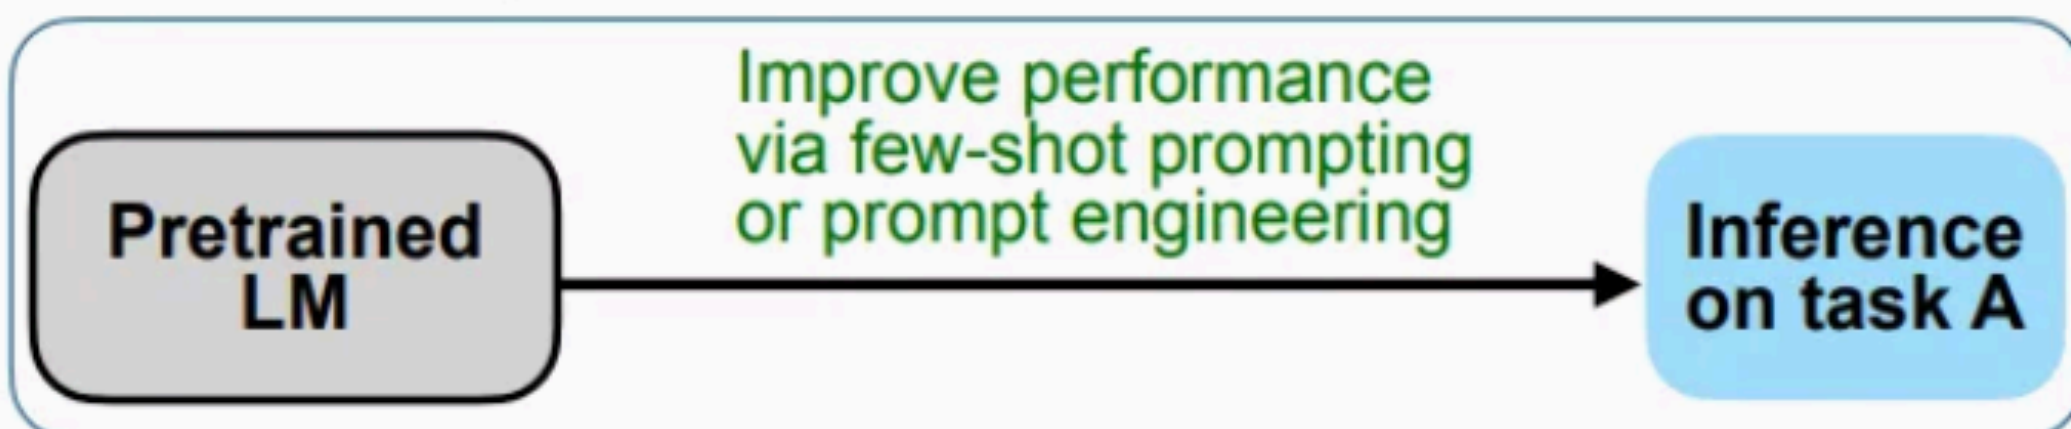 Improve performance
via few-shot prompting
or prompt engineering
Pretrained
LM
Inference
on task A